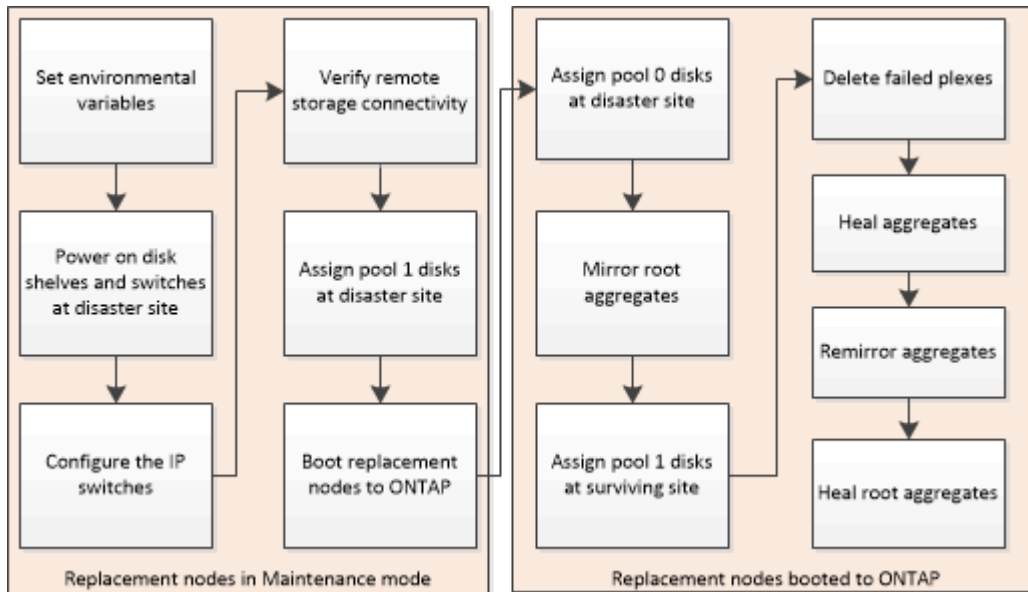 Set environmental
variables
Power on disk
shelves and switches
at disaster site
Configure the IP
switches
Verify remote
storage connectivity
Assign pool 1 disks
at disaster site
Boot replacement
nodes to ONTAP
Replacement nodes in Maintenance mode
Assign pool 0 disks
at disaster site
Mirror root
aggregates
Assign pool 1 disks
at surviving site
Delete failed plexes
Heal aggregates
Remirror aggregates
Heal root aggregates
Replacement nodes booted to ONTAP